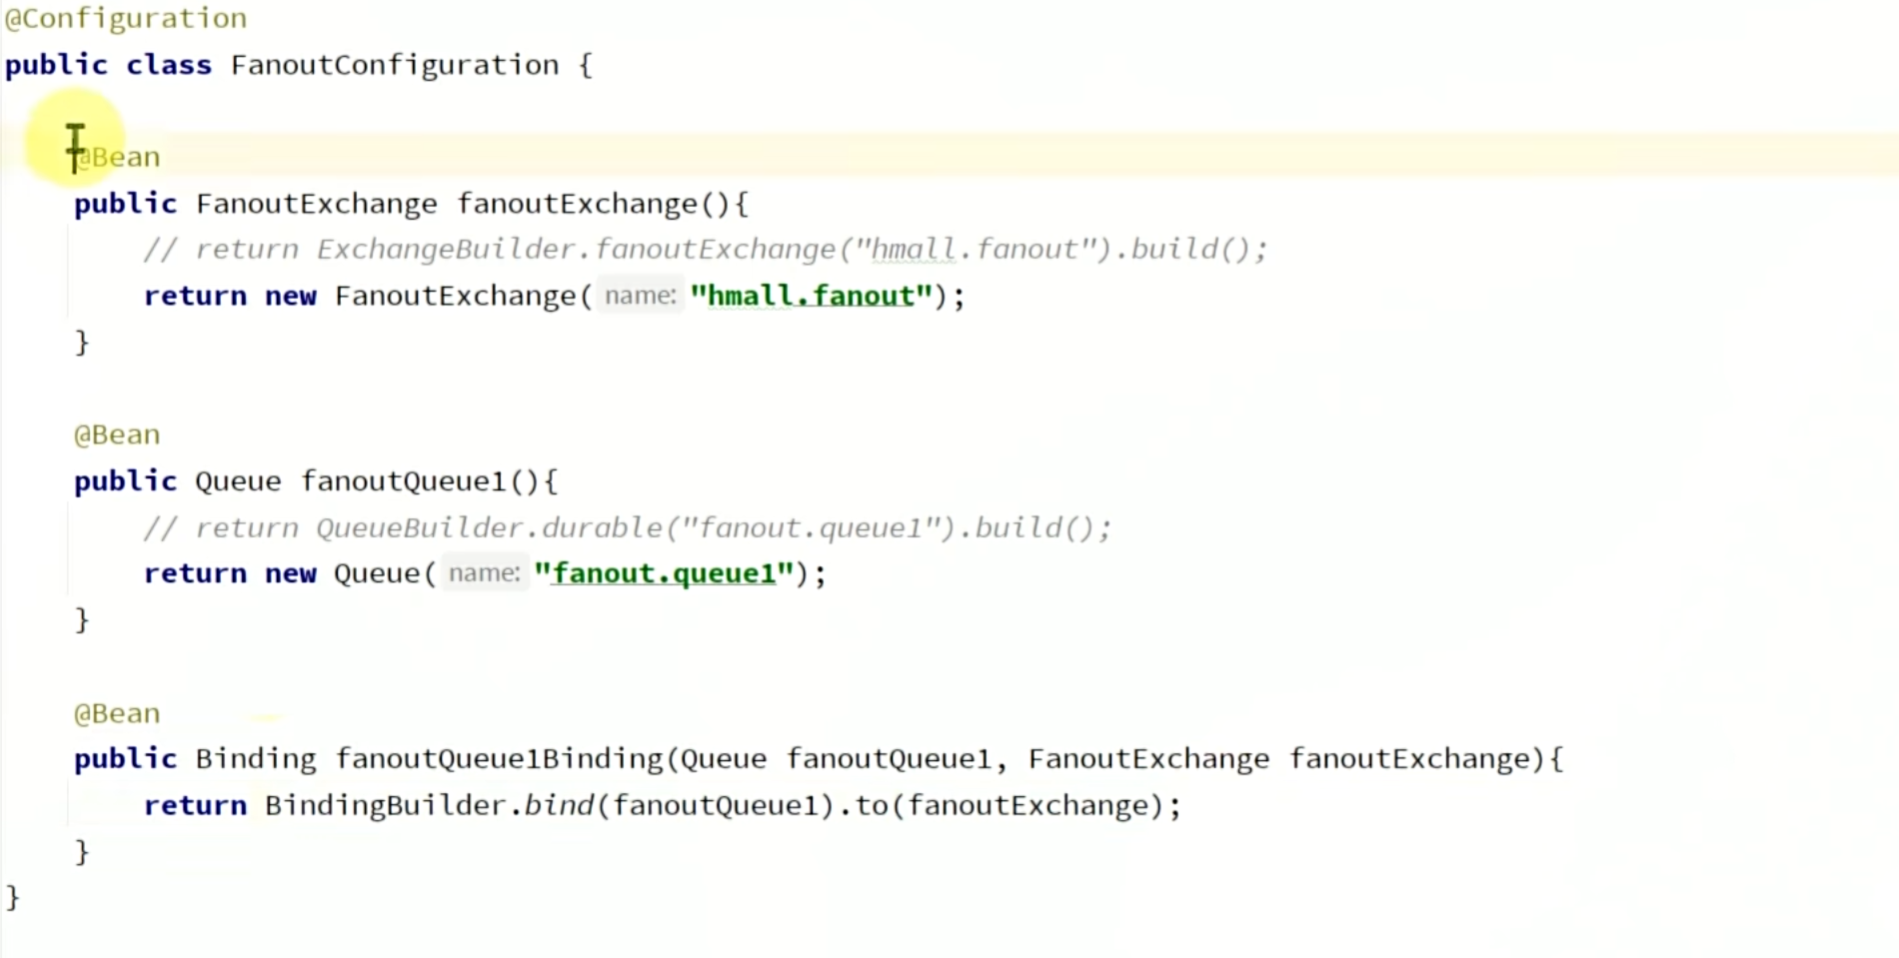 @Configuration
public class FanoutConfiguration {
@Bean
public FanoutExchange fanoutExchange(){
// return ExchangeBuilder.fanoutExchange("hmall.fanout").build();
return new FanoutExchange( name: "hmall.fanout");
}
@Bean
public Queue fanoutQueue1(){
// return QueueBuilder.durable("fanout.queue1").build();
return new Queue( name: "fanout.queue1");
}
@Bean
public Binding fanoutQueue1Binding(Queue fanoutQueue1, FanoutExchange fanoutExchange){
return BindingBuilder.bind(fanoutQueue1).to(fanoutExchange);
}
}